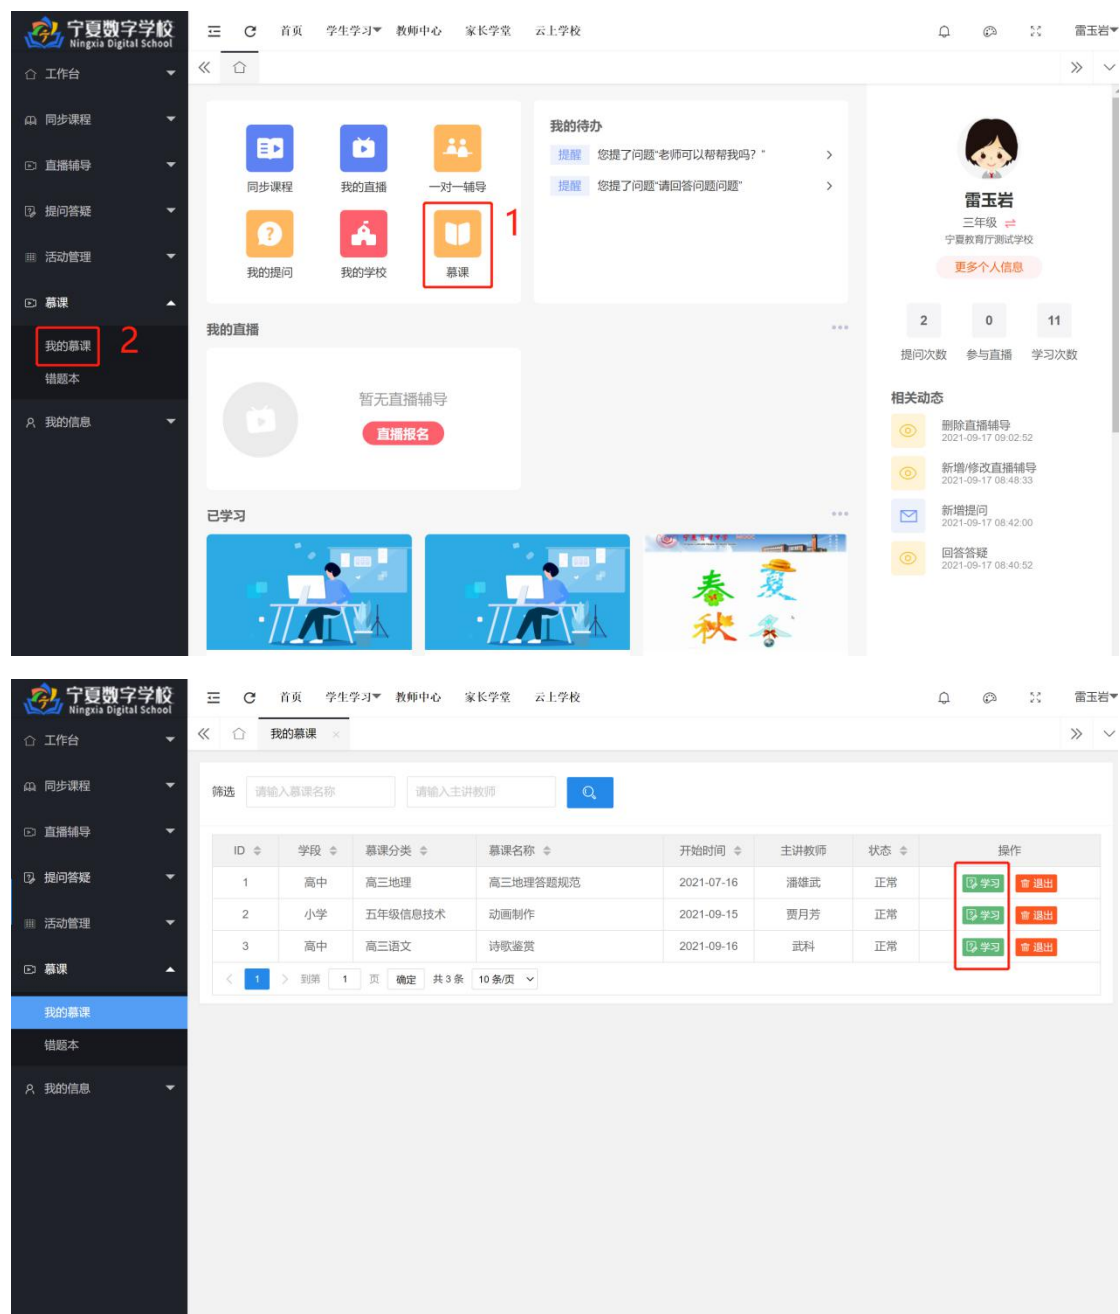 宁夏数字学校
Ningxia Digital School
首页 学生学习 教师中心 家长学堂 云上学校
雷玉岩
工作台
同步课程
直播辅导
提问答疑
活动管理
慕课
我的慕课
2
错题本
我的信息
同步课程 我的直播 一对一辅导
我的提问 我的学校 慕课
1
我的待办
提醒 您提了问题“老师可以帮帮我吗？”
提醒 您提了问题“请回答问题问题”
我的直播
暂无直播辅导
直播报名
已学习
春 夏
秋 冬
雷玉岩
三年级
宁夏教育厅测试学校
更多个人信息
2 0 11
提问次数 参与直播 学习次数
相关动态
删除直播辅导
2021-09-17 09:02:52
新增/修改直播辅导
2021-09-17 08:48:33
新增提问
2021-09-17 08:42:00
回答答疑
2021-09-17 08:40:52
宁夏数字学校
Ningxia Digital School
首页 学生学习 教师中心 家长学堂 云上学校
雷玉岩
我的慕课 ×
工作台
同步课程
直播辅导
提问答疑
活动管理
慕课
我的慕课
错题本
我的信息
筛选 请输入慕课名称 请输入主讲教师
ID 学段 慕课分类 慕课名称 开始时间 主讲教师 状态 操作
1 高中 高三地理 高三地理答题规范 2021-07-16 潘雄武 正常 学习 退出
2 小学 五年级信息技术 动画制作 2021-09-15 贾月芳 正常 学习 退出
3 高中 高三语文 诗歌鉴赏 2021-09-16 武科 正常 学习 退出
1 到第 1 页 确定 共 3 条 10 条/页